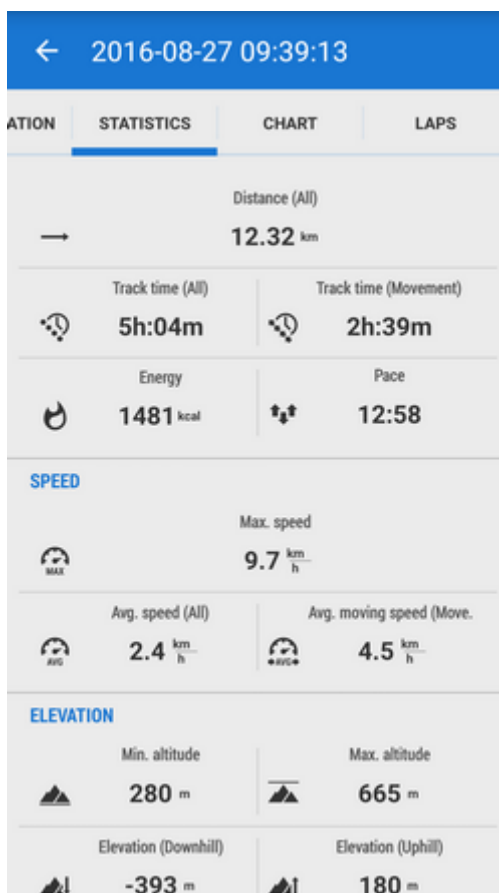 2016-08-27 09:39:13
ATION STATISTICS CHART LAPS
Distance (All)
12.32 km
Track time (All) Track time (Movement)
5h:04m 2h:39m
Energy Pace
1481 kcal 12:58
SPEED
Max. speed
MAX 9.7 km/h
Avg. speed (All) Avg. moving speed (Move.
AVG 2.4 km/h AVG 4.5 km/h
ELEVATION
Min. altitude Max. altitude
280 m 665 m
Elevation (Downhill) Elevation (Uphill)
-393 m 180 m